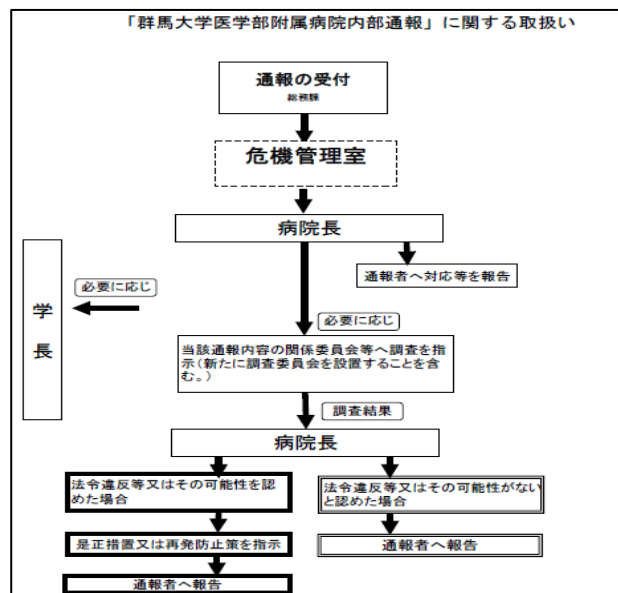 「群馬大学医学部附属病院内部通報」に関する取扱い
通報の受付
総務課
危機管理室
病院長
通報者へ対応等を報告
学長
必要に応じ
必要に応じ
当該通報内容の関係委員会等へ調査を指
示(新たに調査委員会を設置することを含
む。)
調査結果
病院長
法令違反等又はその可能性を認
めた場合
法令違反等又はその可能性がない
と認めた場合
是正措置又は再発防止策を指示
通報者へ報告
通報者へ報告